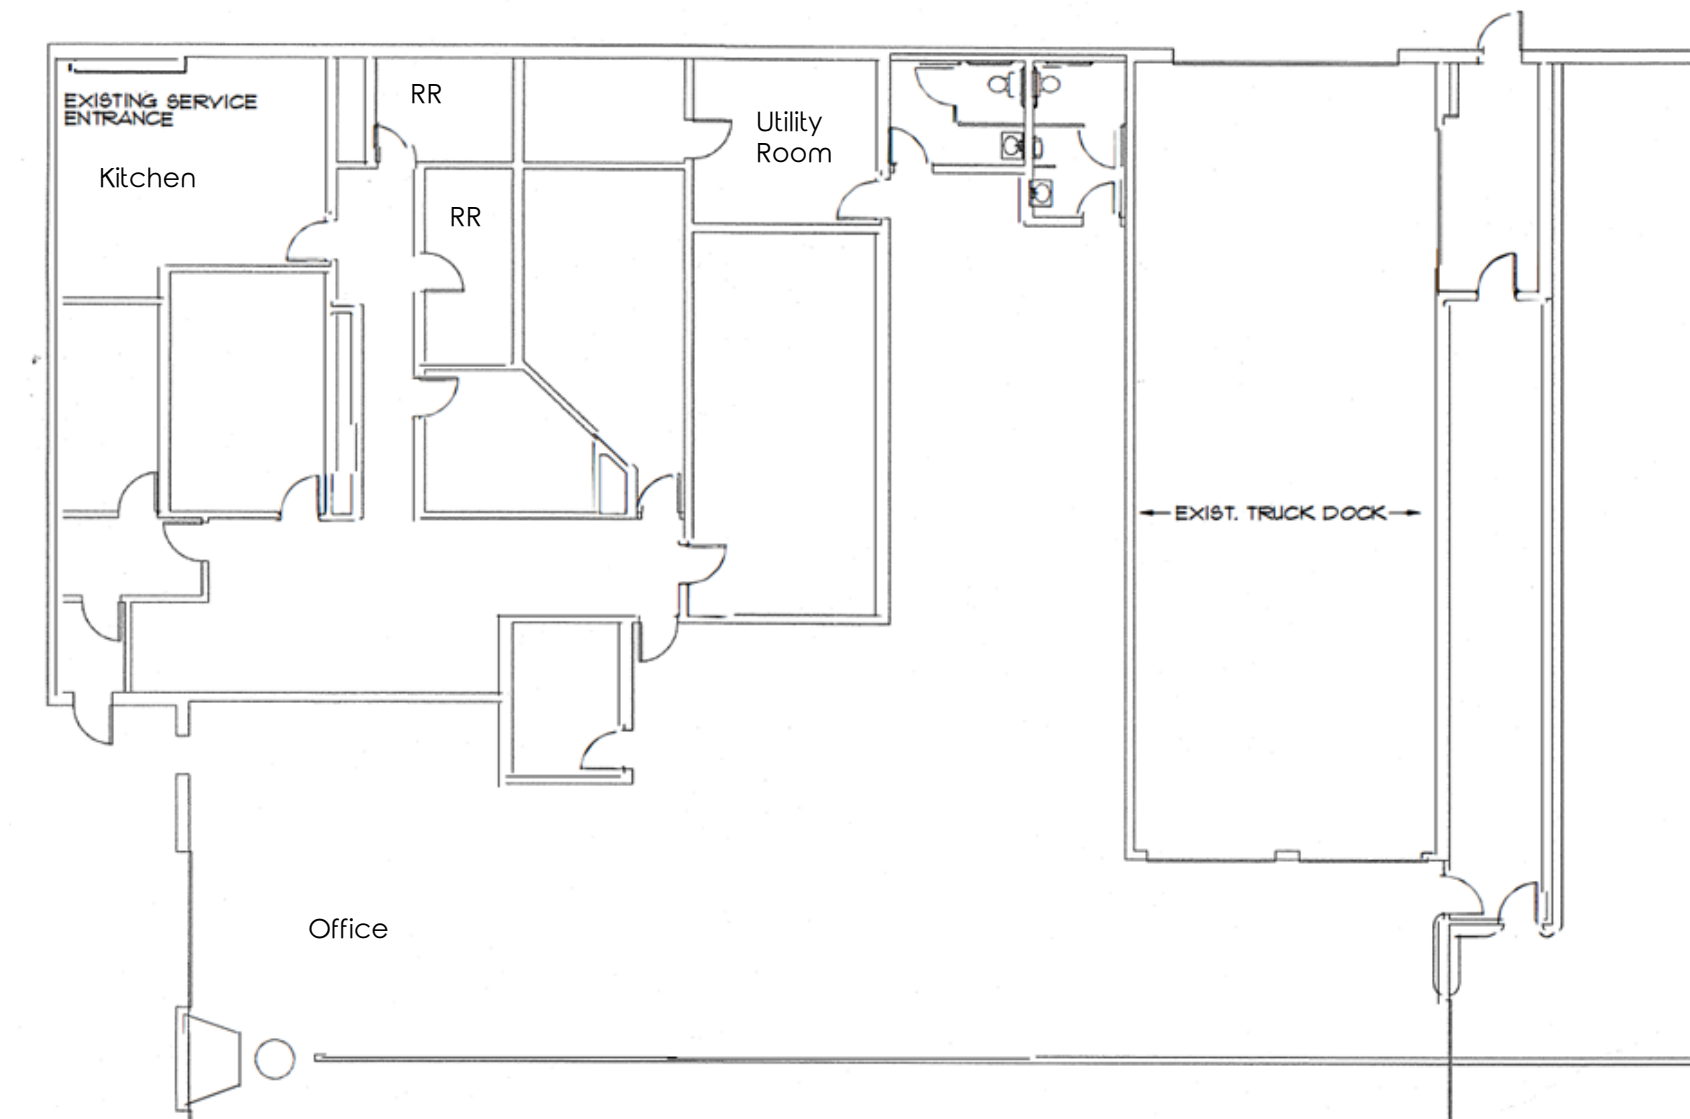 RR
EXISTING SERVICE
ENTRANCE
Utility
Room
Kitchen
RR
EXIST. TRUCK DOCK
Office